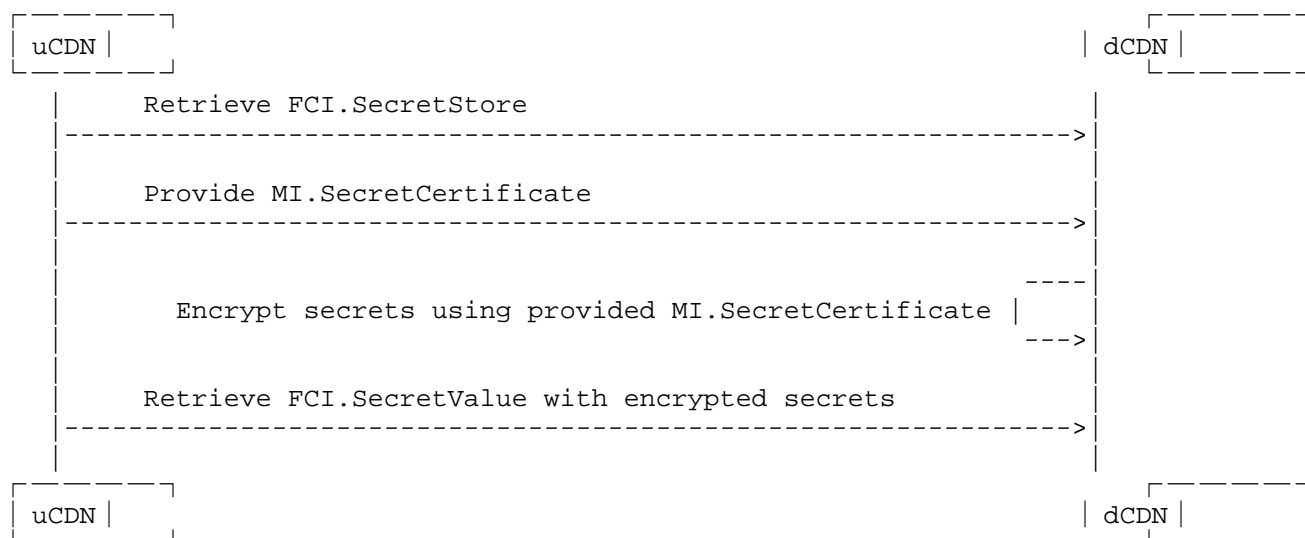 uCDN dCDN
Retrieve FCI.SecretStore
Provide MI.SecretCertificate
Encrypt secrets using provided MI.SecretCertificate
Retrieve FCI.SecretValue with encrypted secrets
uCDN dCDN